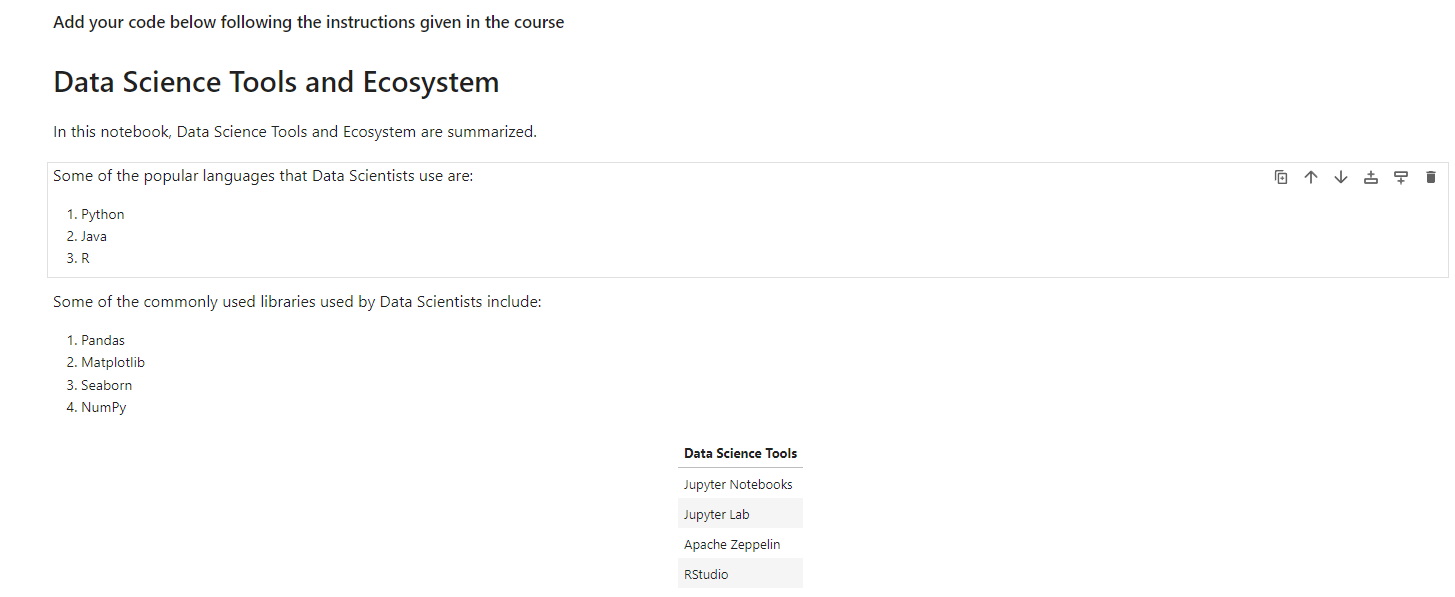 Add your code below following the instructions given in the course
Data Science Tools and Ecosystem
In this notebook, Data Science Tools and Ecosystem are summarized.
Some of the popular languages that Data Scientists use are:
1. Python
2. Java
3. R
Some of the commonly used libraries used by Data Scientists include:
1. Pandas
2. Matplotlib
3. Seaborn
4. NumPy
Data Science Tools
Jupyter Notebooks
Jupyter Lab
Apache Zeppelin
RStudio